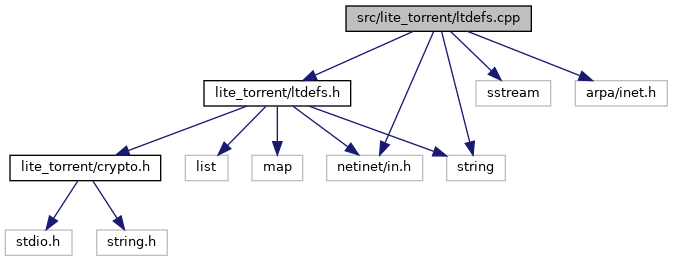 src/lite_torrent/ltdefs.cpp
lite_torrent/ltdefs.h
sstream
arpa/inet.h
lite_torrent/crypto.h
list
map
netinet/in.h
string
stdio.h
string.h